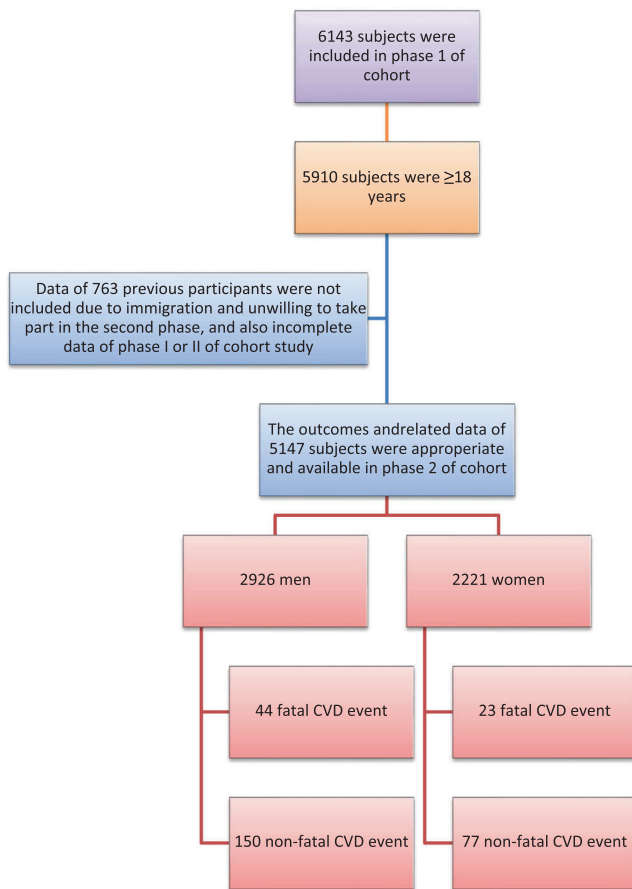 6143 subjects were
included in phase 1 of
cohort
5910 subjects were ≥18
years
Data of 763 previous participants were not
included due to immigration and unwilling to take
part in the second phase, and also incomplete
data of phase I or II of cohort study
The outcomes andrelated data of
5147 subjects were approperiate
and available in phase 2 of cohort
2926 men
2221 women
44 fatal CVD event
23 fatal CVD event
150 non-fatal CVD event
77 non-fatal CVD event